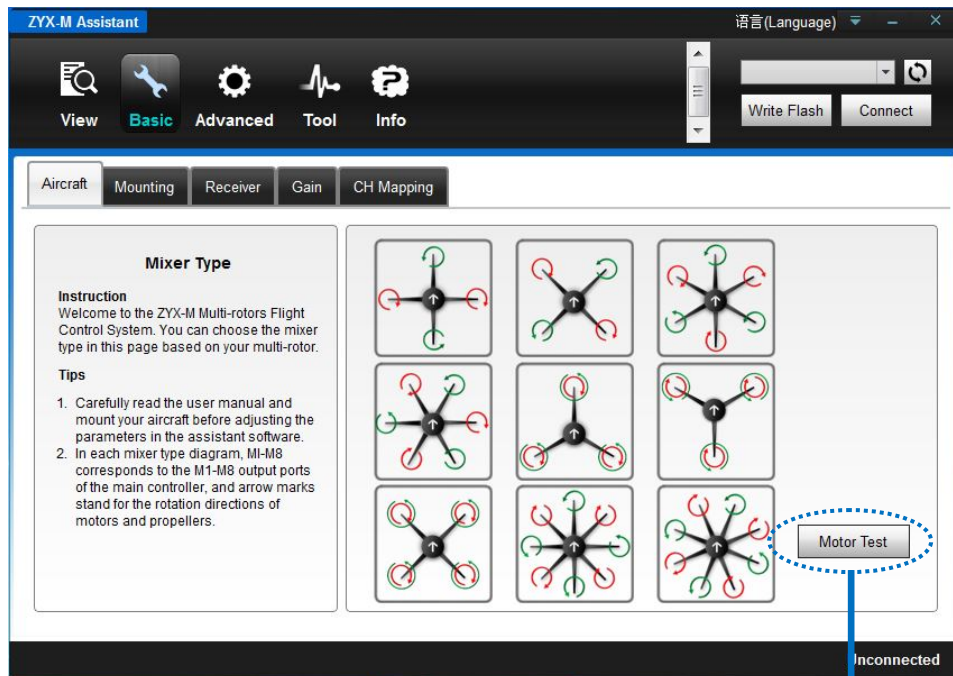 ZYX-M Assistant
语言(Language)
View
Basic
Advanced
Tool
Info
Write Flash
Connect
Aircraft
Mounting
Receiver
Gain
CH Mapping
Mixer Type
Instruction
Welcome to the ZYX-M Multi-rotors Flight
Control System. You can choose the mixer
type in this page based on your multi-rotor.
Tips
1. Carefully read the user manual and
mount your aircraft before adjusting the
parameters in the assistant software.
2. In each mixer type diagram, MI-M8
corresponds to the M1-M8 output ports
of the main controller, and arrow marks
stand for the rotation directions of
motors and propellers.
Motor Test
Unconnected